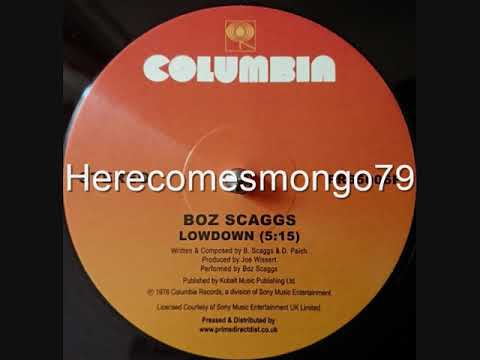 COLUMBIA
Herecomesmongo79
BOZ SCAGGS
LOWDOWN (5:15)
Written & Composed by B. Scaggs & D. Paich
Produced by Joe Wissert
Performed by Boz Scaggs
Published by Kobalt Music Publishing Ltd.
℗ 1976 Columbia Records, a division of Sony Music Entertainment
Licensed Courtesy of Sony Music Entertainment UK Limited
Pressed & Distributed by
www.primedirectdist.co.uk